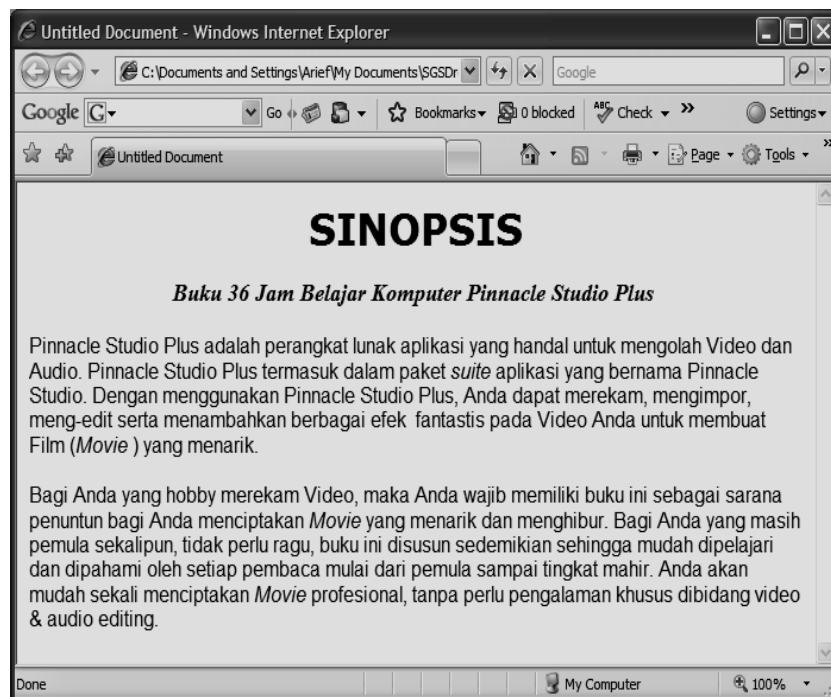 Untitled Document - Windows Internet Explorer
C:\Documents and Settings\Arief\My Documents\SGSDr Google
Google G Go Bookmarks 0 blocked ABC Check » Settings
Untitled Document Page Tools »
SINOPSIS
Buku 36 Jam Belajar Komputer Pinnacle Studio Plus
Pinnacle Studio Plus adalah perangkat lunak aplikasi yang handal untuk mengolah Video dan
Audio. Pinnacle Studio Plus termasuk dalam paket suite aplikasi yang bernama Pinnacle
Studio. Dengan menggunakan Pinnacle Studio Plus, Anda dapat merekam, mengimpor,
meng-edit serta menambahkan berbagai efek fantastis pada Video Anda untuk membuat
Film (Movie ) yang menarik.
Bagi Anda yang hobby merekam Video, maka Anda wajib memiliki buku ini sebagai sarana
penuntun bagi Anda menciptakan Movie yang menarik dan menghibur. Bagi Anda yang masih
pemula sekalipun, tidak perlu ragu, buku ini disusun sedemikian sehingga mudah dipelajari
dan dipahami oleh setiap pembaca mulai dari pemula sampai tingkat mahir. Anda akan
mudah sekali menciptakan Movie profesional, tanpa perlu pengalaman khusus dibidang video
& audio editing.
Done My Computer 100%